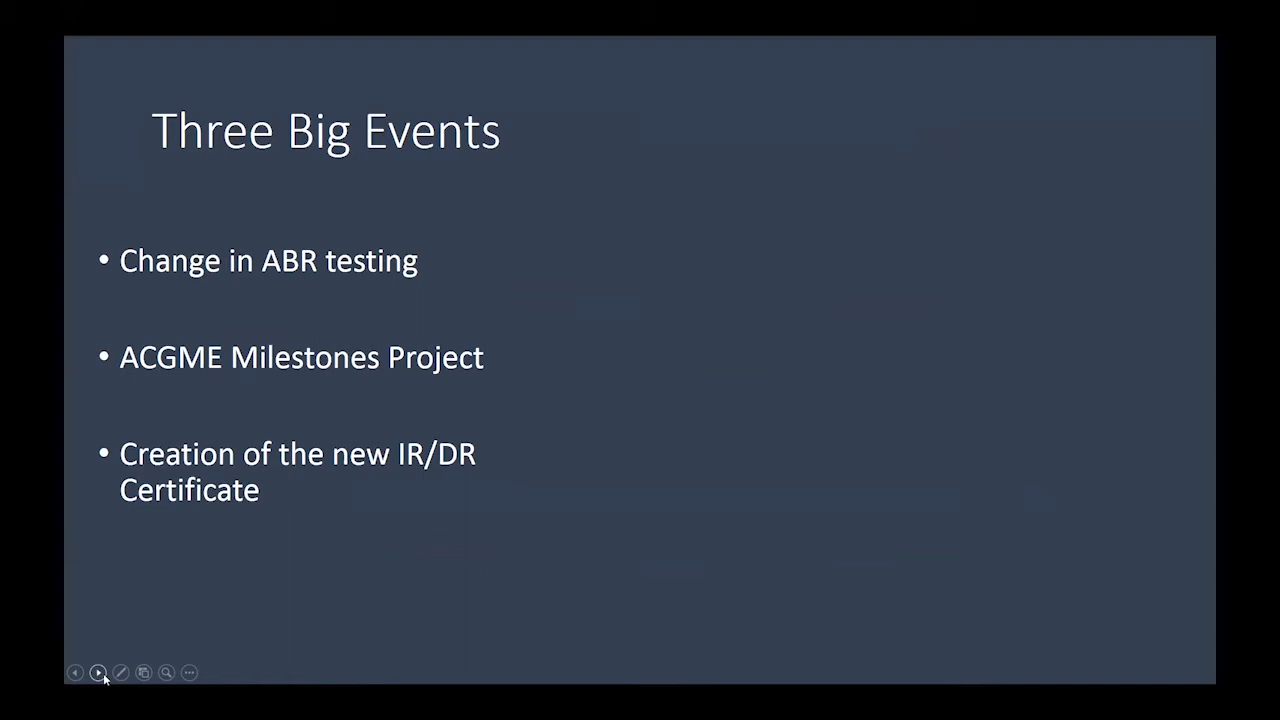 Three Big Events
• Change in ABR testing
• ACGME Milestones Project
• Creation of the new IR/DR
Certificate